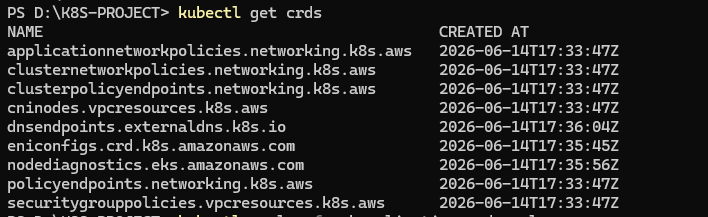 PS D:\K8S-PROJECT> kubectl get crds
NAME CREATED AT
applicationnetworkpolicies.networking.k8s.aws 2026-06-14T17:33:47Z
clusternetworkpolicies.networking.k8s.aws 2026-06-14T17:33:47Z
clusterpolicyendpoints.networking.k8s.aws 2026-06-14T17:33:47Z
cninodes.vpcresources.k8s.aws 2026-06-14T17:33:47Z
dnsendpoints.externaldns.k8s.io 2026-06-14T17:36:04Z
eniconfigs.crd.k8s.amazonaws.com 2026-06-14T17:35:45Z
nodediagnostics.eks.amazonaws.com 2026-06-14T17:35:56Z
policyendpoints.networking.k8s.aws 2026-06-14T17:33:47Z
securitygrouppolicies.vpcresources.k8s.aws 2026-06-14T17:33:47Z